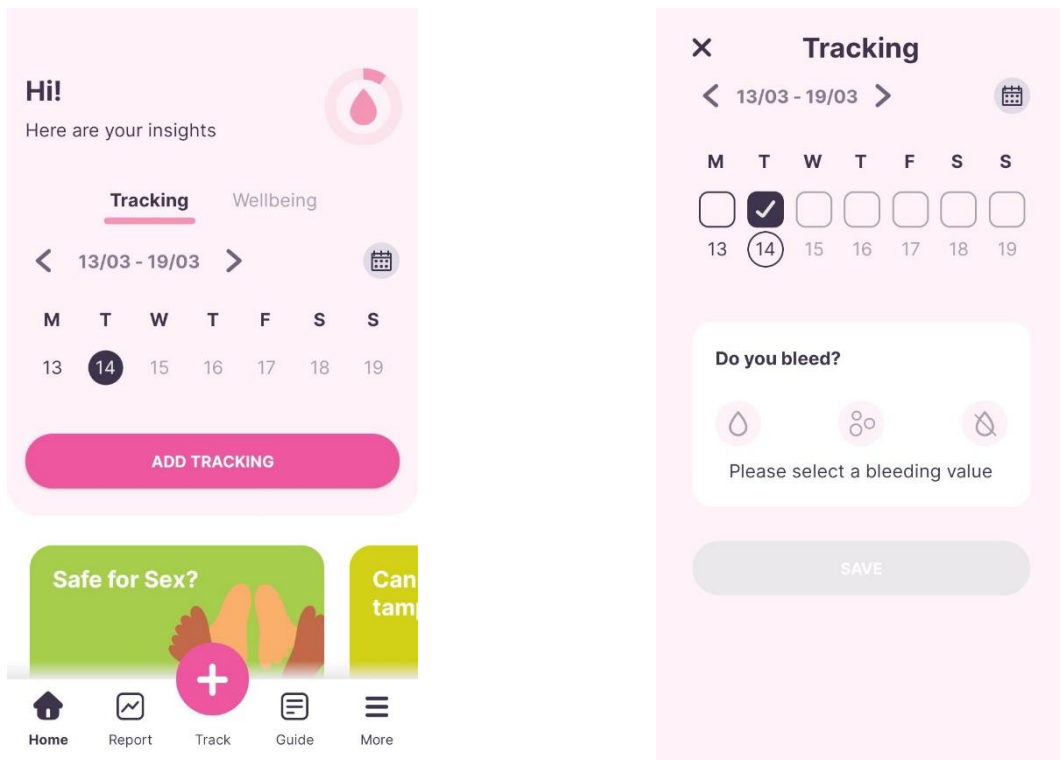 Hi!
Here are your insights
Tracking Wellbeing
13/03 - 19/03
M T W T F S S
13 14 15 16 17 18 19
ADD TRACKING
Safe for Sex?
Can
Home Report Track Guide More
Tracking
13/03 - 19/03
M T W T F S S
13 14 15 16 17 18 19
Do you bleed?
Please select a bleeding value
SAVE